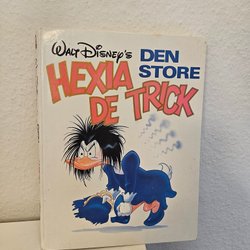 Walt Disney's DEN
HEXIA STORE
DE TRICK